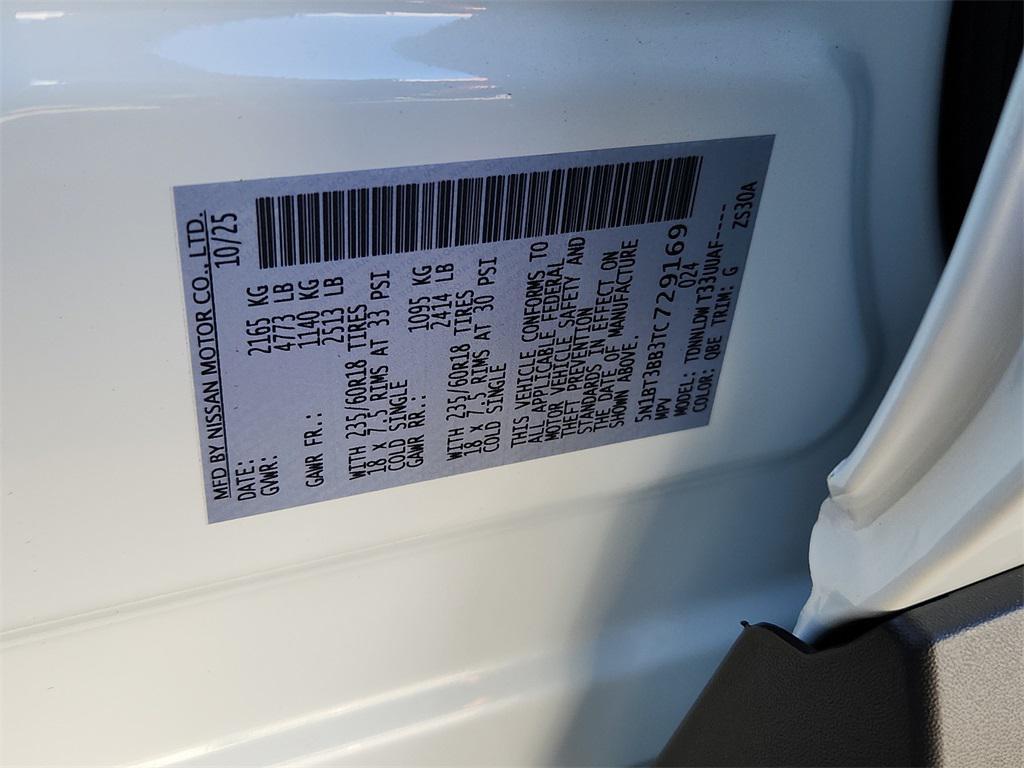 MFD BY NISSAN MOTOR CO., LTD.
DATE: 10/25
GVWR: 2165 KG
4773 LB
GAWR FR.: 1140 KG
2513 LB
WITH 235/60R18 TIRES
18 X 7.5 RIMS AT 33 PSI
COLD SINGLE
GAWR RR.: 1095 KG
2414 LB
WITH 235/60R18 TIRES
18 X 7.5 RIMS AT 30 PSI
COLD SINGLE
THIS VEHICLE CONFORMS TO
ALL APPLICABLE FEDERAL
MOTOR VEHICLE SAFETY AND
THEFT PREVENTION
STANDARDS IN EFFECT ON
THE DATE OF MANUFACTURE
SHOWN ABOVE.
5N1BT3BB3TC729169
MPV 024
MODEL: TDNNLDW T33UUAF----
COLOR: QBE TRIM: G ZS30A